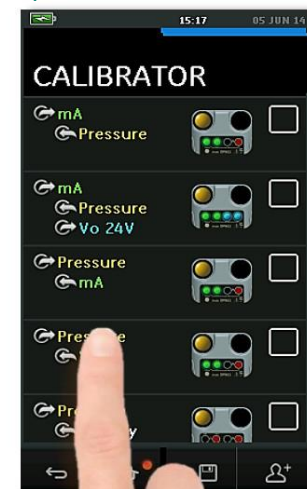 15:17 05 JUN 14
CALIBRATOR
mA
Pressure
mA
Pressure
Vo 24V
Pressure
mA